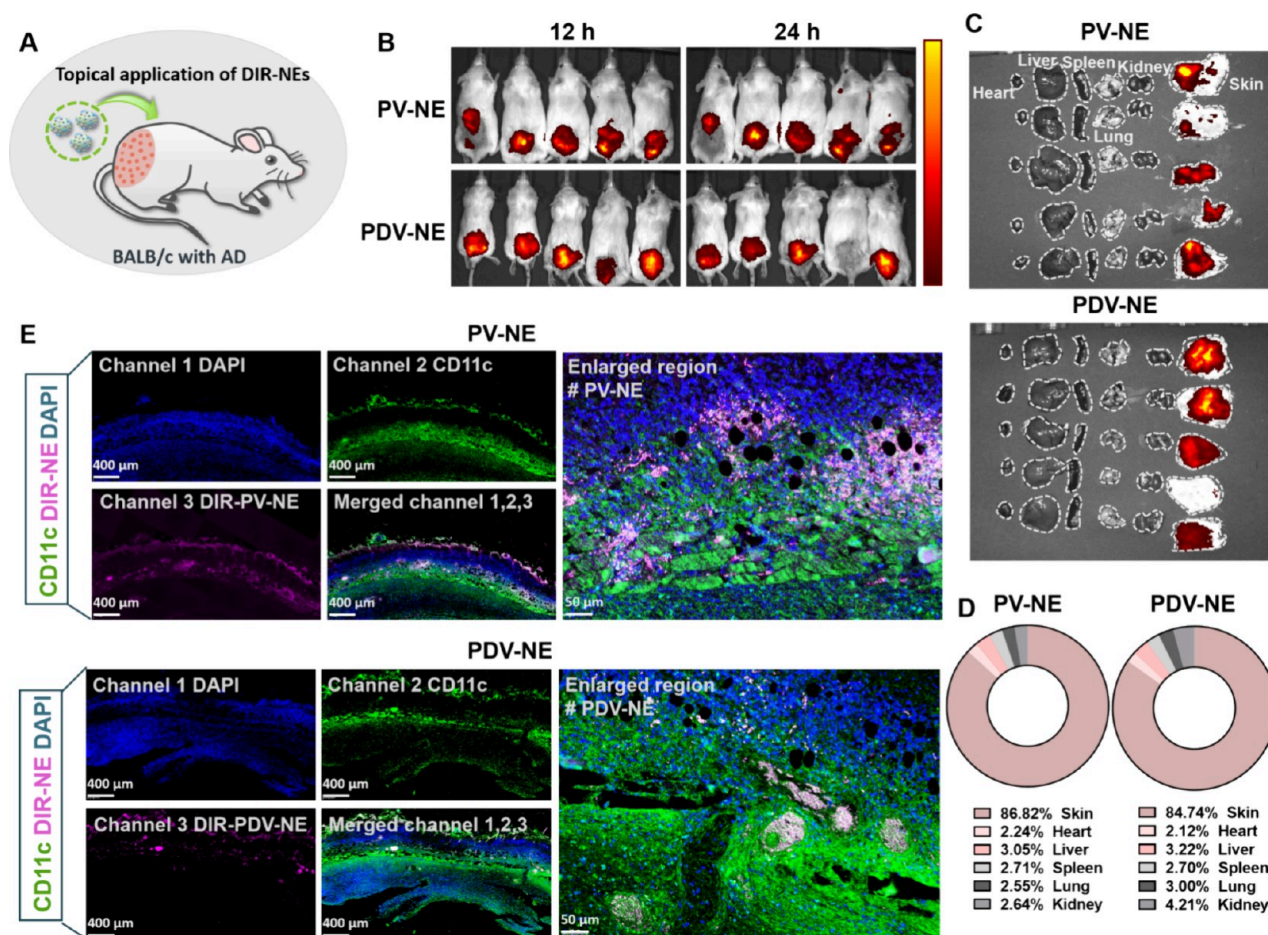 A
Topical application of DIR-NEs
BALB/c with AD
B
12 h
24 h
PV-NE
PDV-NE
C
PV-NE
Liver Spleen Kidney
Heart
Skin
Lung
PDV-NE
E
PV-NE
CD11c DIR-NE DAPI
Channel 1 DAPI
400 µm
Channel 2 CD11c
400 µm
Channel 3 DIR-PV-NE
400 µm
Merged channel 1,2,3
400 µm
Enlarged region
# PV-NE
50 µm
PDV-NE
CD11c DIR-NE DAPI
Channel 1 DAPI
400 µm
Channel 2 CD11c
400 µm
Channel 3 DIR-PDV-NE
400 µm
Merged channel 1,2,3
400 µm
Enlarged region
# PDV-NE
50 µm
D
PV-NE
PDV-NE
86.82% Skin
2.24% Heart
3.05% Liver
2.71% Spleen
2.55% Lung
2.64% Kidney
84.74% Skin
2.12% Heart
3.22% Liver
2.70% Spleen
3.00% Lung
4.21% Kidney